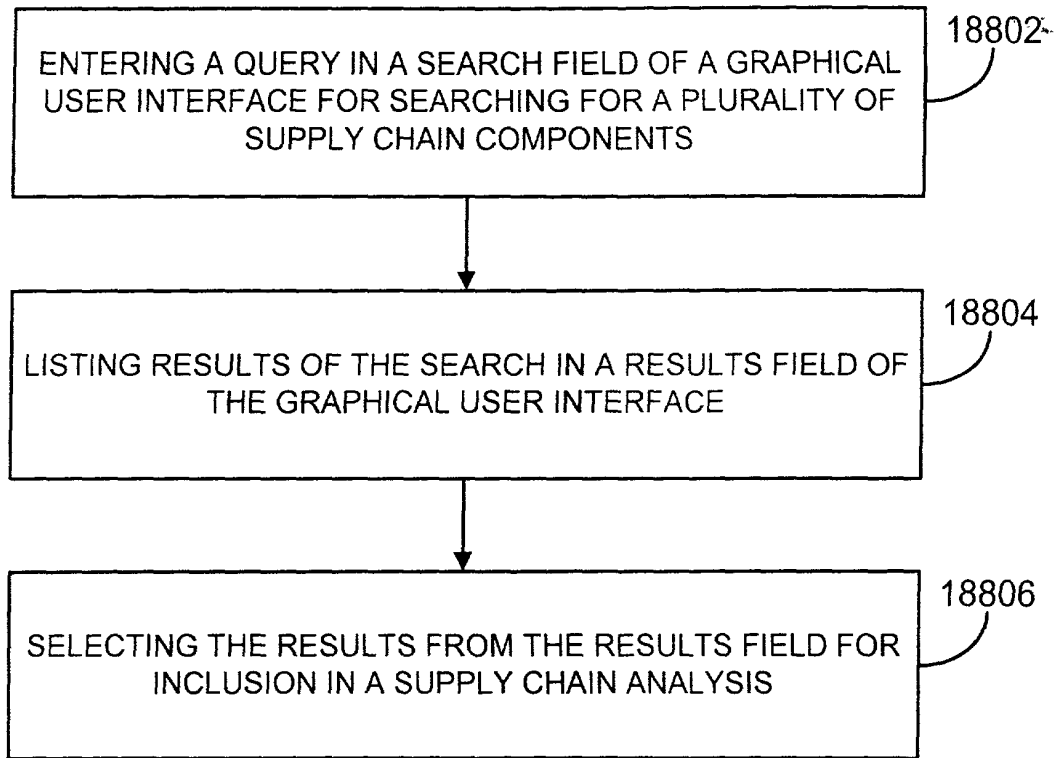 18802
ENTERING A QUERY IN A SEARCH FIELD OF A GRAPHICAL
USER INTERFACE FOR SEARCHING FOR A PLURALITY OF
SUPPLY CHAIN COMPONENTS
18804
LISTING RESULTS OF THE SEARCH IN A RESULTS FIELD OF
THE GRAPHICAL USER INTERFACE
18806
SELECTING THE RESULTS FROM THE RESULTS FIELD FOR
INCLUSION IN A SUPPLY CHAIN ANALYSIS